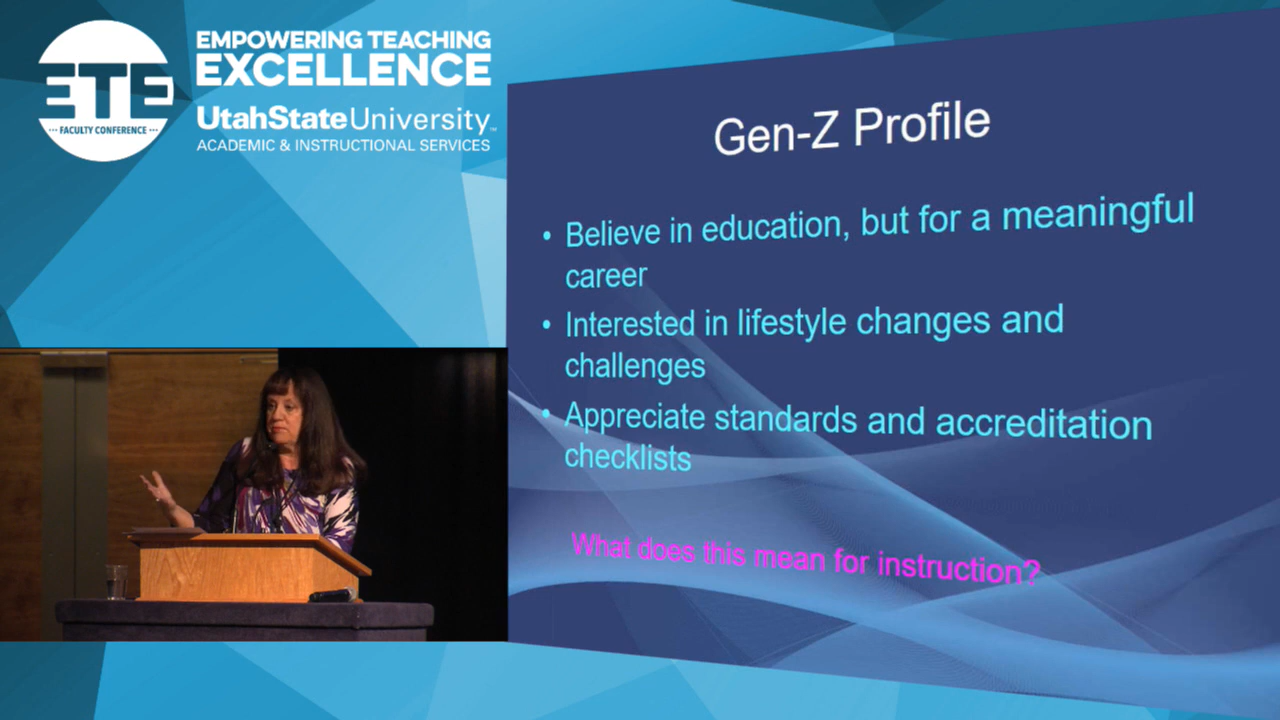 ETE
··· FACULTY CONFERENCE ···
EMPOWERING TEACHING
EXCELLENCE
UtahStateUniversity™
ACADEMIC & INSTRUCTIONAL SERVICES
Gen-Z Profile
• Believe in education, but for a meaningful
career
• Interested in lifestyle changes and
challenges
• Appreciate standards and accreditation
checklists
What does this mean for instruction?